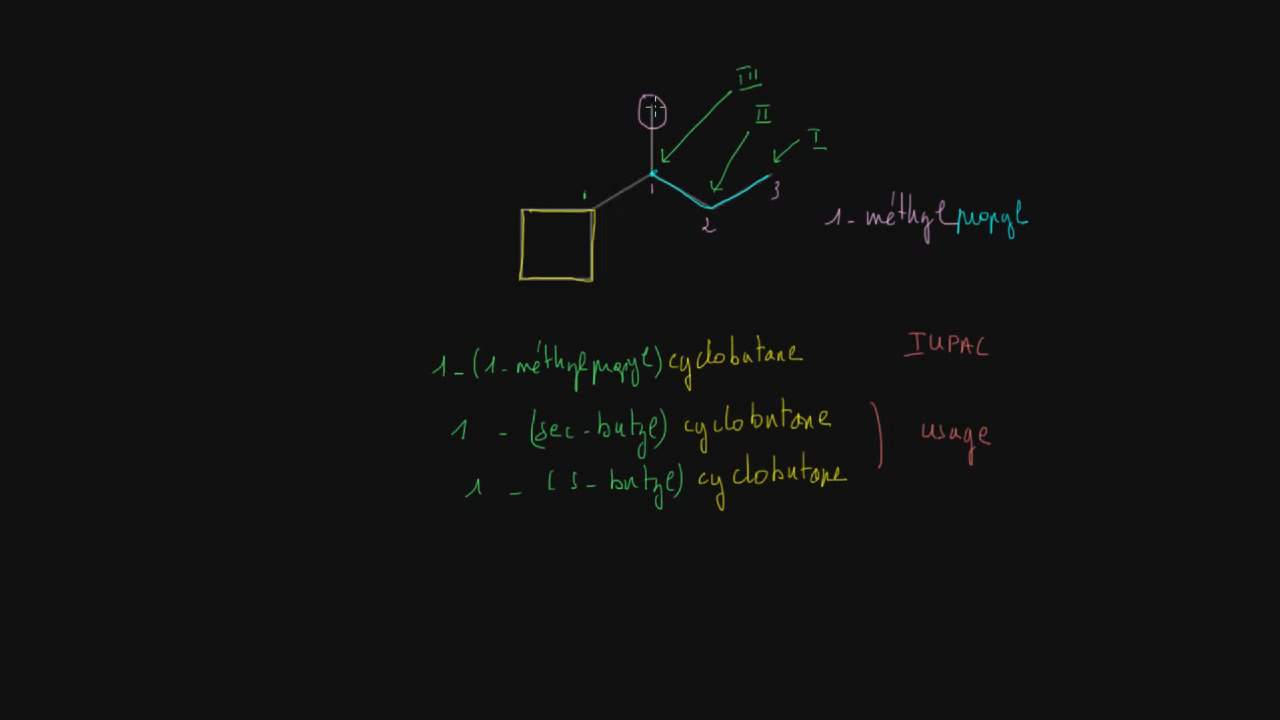 III
II
I
1
1
2
3
1-méthylpropyl
1-(1-méthylpropyl)cyclobutane
IUPAC
1-(sec-butyl)cyclobutane
usage
1-(s-butyl)cyclobutane